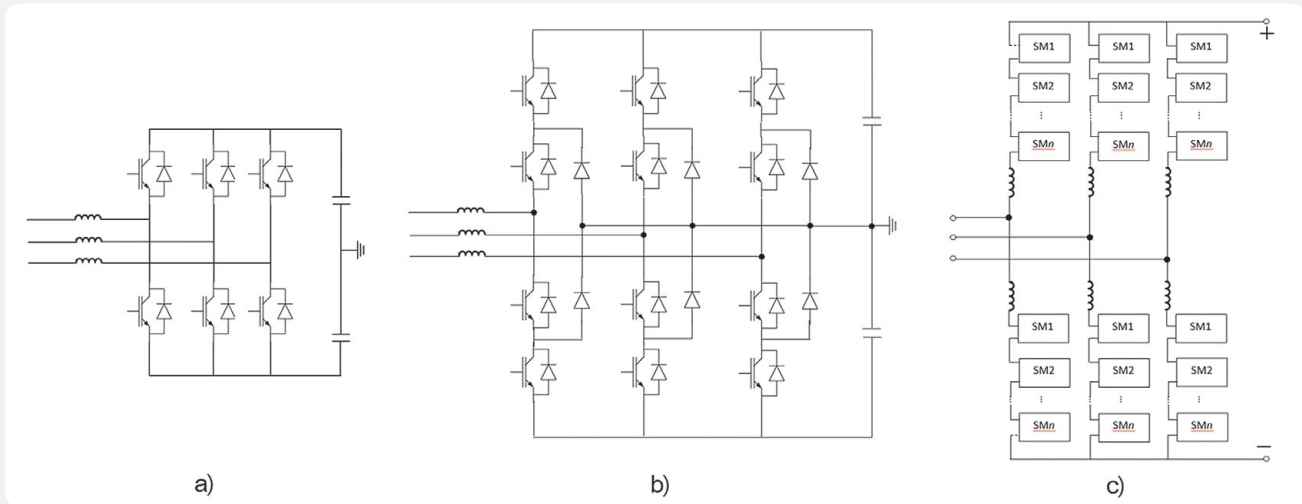 +
SM1 SM1 SM1
SM2 SM2 SM2
⋮ ⋮ ⋮
SMn SMn SMn
SM1 SM1 SM1
SM2 SM2 SM2
⋮ ⋮ ⋮
SMn SMn SMn
−
a) b) c)